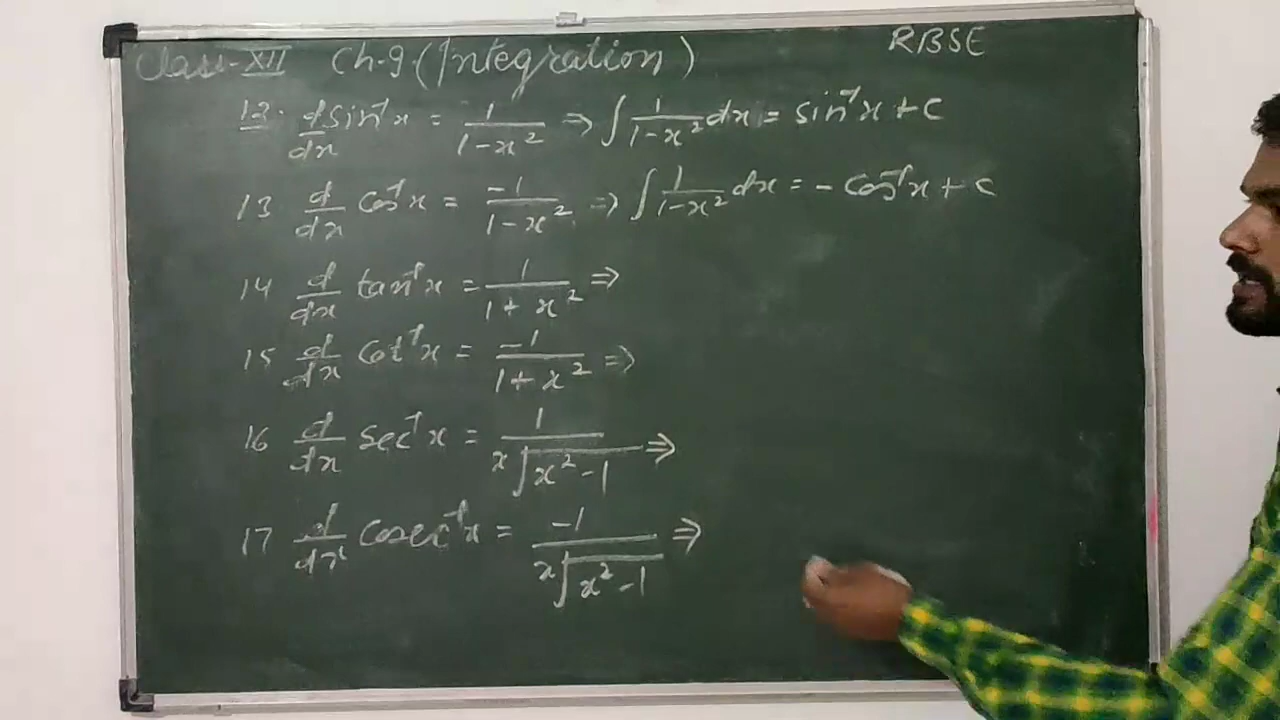 Class-XII Ch-9 (Integration) RBSE
12. d/dx sin⁻¹x = 1/1-x² ⇒ ∫ 1/1-x² dx = sin⁻¹x + c
13 d/dx cos⁻¹x = -1/1-x² ⇒ ∫ 1/1-x² dx = - cos⁻¹x + c
14 d/dx tan⁻¹x = 1/1+x² ⇒
15 d/dx cot⁻¹x = -1/1+x² ⇒
16 d/dx sec⁻¹x = 1/x√x²-1 ⇒
17 d/dx cosec⁻¹x = -1/x√x²-1 ⇒